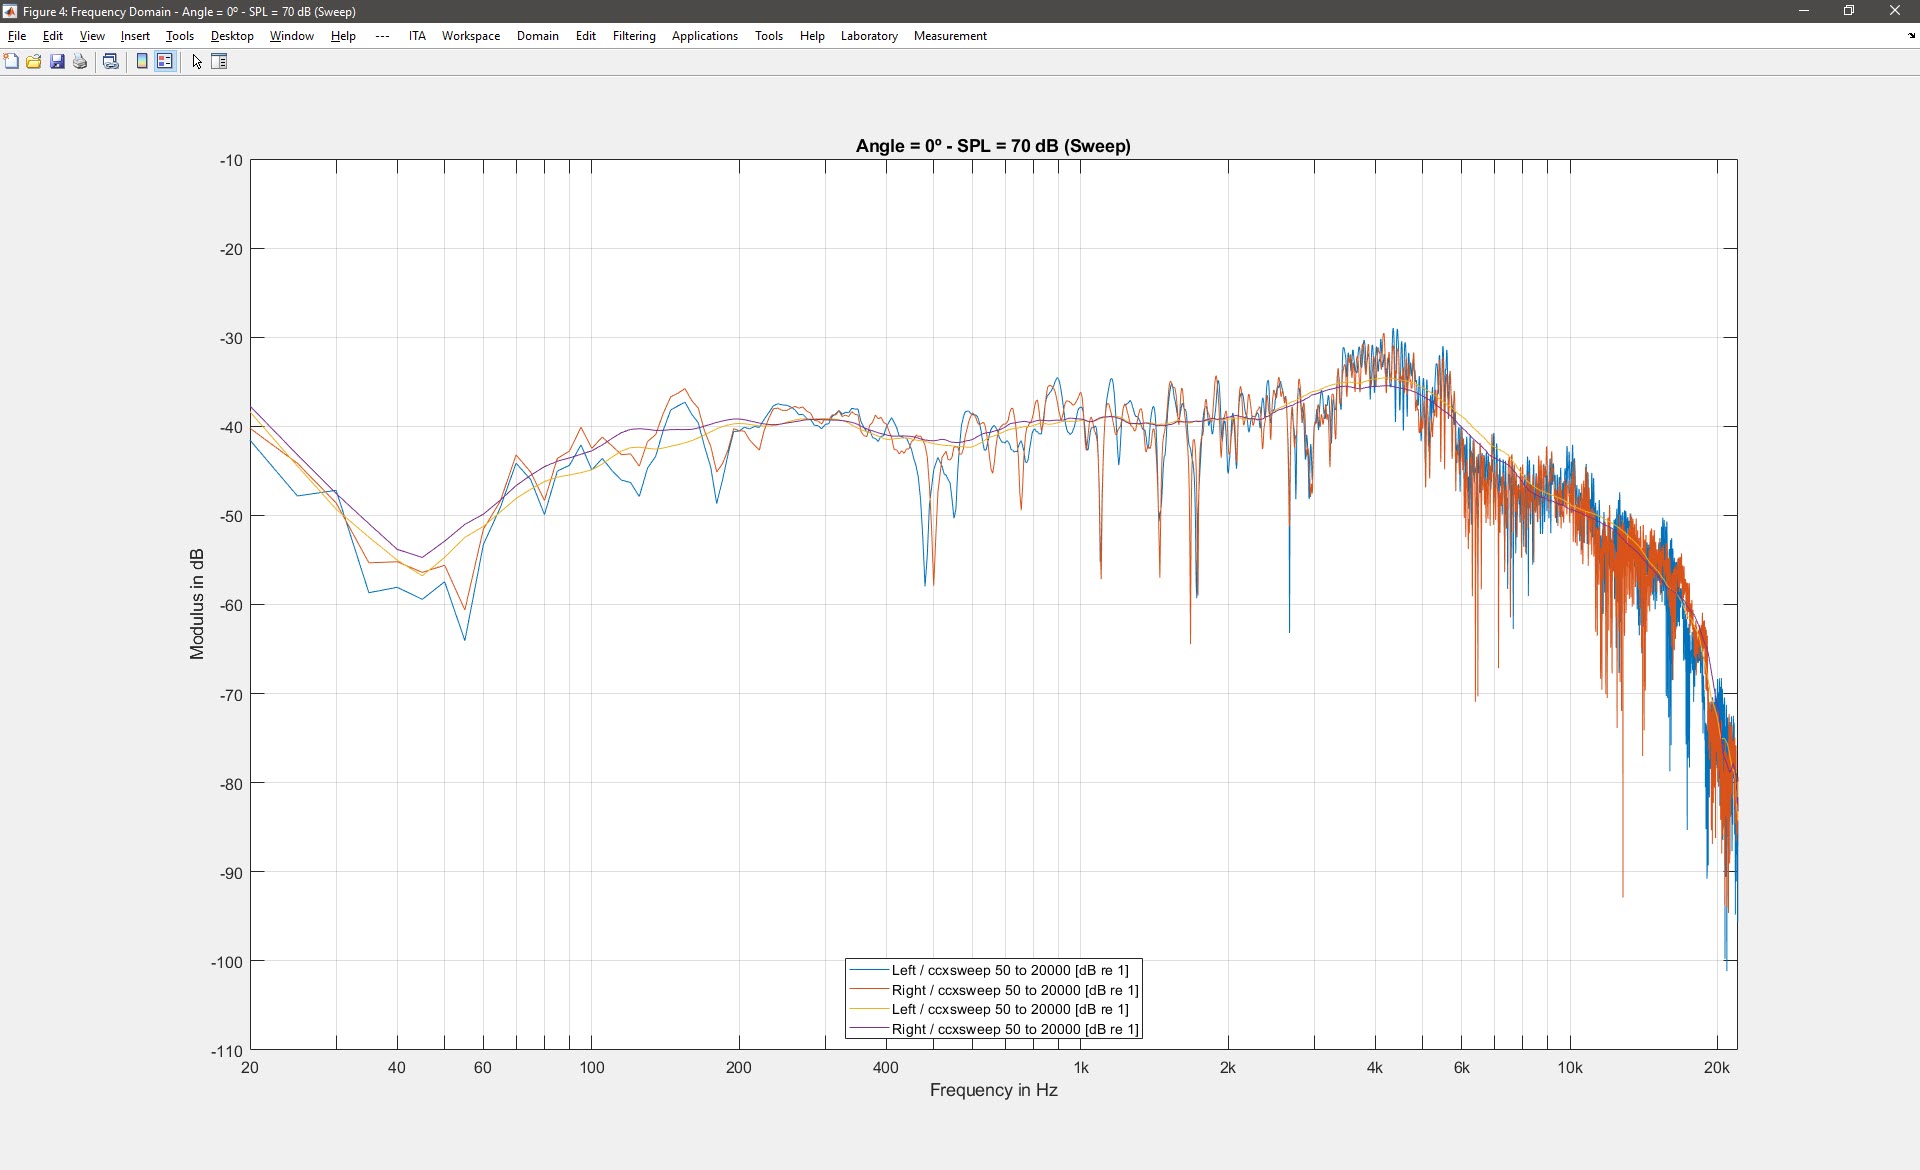 Figure 4: Frequency Domain - Angle = 0º - SPL = 70 dB (Sweep)
File Edit View Insert Tools Desktop Window Help --- ITA Workspace Domain Edit Filtering Applications Tools Help Laboratory Measurement
Angle = 0º - SPL = 70 dB (Sweep)
-10
-20
-30
-40
-50
-60
-70
-80
-90
-100
-110
Modulus in dB
Left / ccxsweep 50 to 20000 [dB re 1]
Right / ccxsweep 50 to 20000 [dB re 1]
Left / ccxsweep 50 to 20000 [dB re 1]
Right / ccxsweep 50 to 20000 [dB re 1]
20 40 60 100 200 400 1k 2k 4k 6k 10k 20k
Frequency in Hz